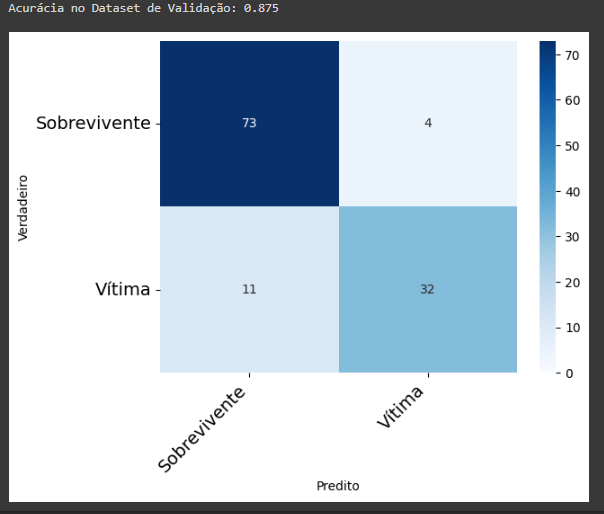 Acurácia no Dataset de Validação: 0.875
70
Sobrevivente
73
4
60
50
Verdadeiro
40
30
Vítima
11
32
20
10
0
Sobrevivente
Vítima
Predito